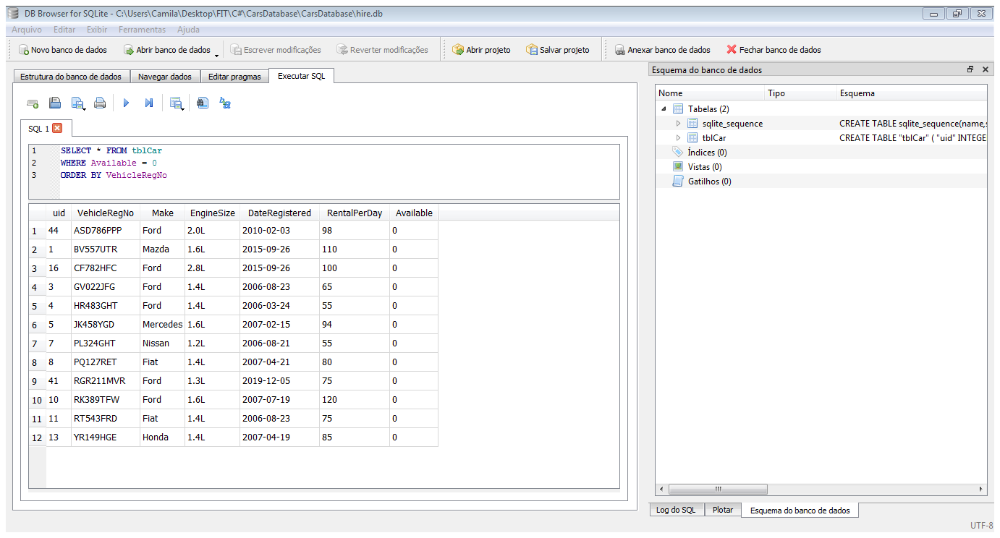 DB Browser for SQLite - C:\Users\Camila\Desktop\FIT\C#\CarsDatabase\CarsDatabase\hire.db
Arquivo Editar Exibir Ferramentas Ajuda
Novo banco de dados Abrir banco de dados Escrever modificações Reverter modificações Abrir projeto Salvar projeto Anexar banco de dados Fechar banco de dados
Estrutura do banco de dados Navegar dados Editar pragmas Executar SQL
SQL 1
1 SELECT * FROM tblCar
2 WHERE Available = 0
3 ORDER BY VehicleRegNo
uid VehicleRegNo Make EngineSize DateRegistered RentalPerDay Available
1 44 ASD786PPP Ford 2.0L 2010-02-03 98 0
2 1 BV557UTR Mazda 1.6L 2015-09-26 110 0
3 16 CF782HFC Ford 2.8L 2015-09-26 100 0
4 3 GV022JFG Ford 1.4L 2006-08-23 65 0
5 4 HR483GHT Ford 1.4L 2006-03-24 55 0
6 5 JK458YGD Mercedes 1.6L 2007-02-15 94 0
7 7 PL324GHT Nissan 1.2L 2006-08-21 55 0
8 8 PQ127RET Fiat 1.4L 2007-04-21 80 0
9 41 RGR211MVR Ford 1.3L 2019-12-05 75 0
10 10 RK389TFW Ford 1.6L 2007-07-19 120 0
11 11 RT543FRD Fiat 1.4L 2006-08-23 75 0
12 13 YR149HGE Honda 1.4L 2007-04-19 85 0
Esquema do banco de dados
Nome Tipo Esquema
Tabelas (2)
sqlite_sequence CREATE TABLE sqlite_sequence(name,s
tblCar CREATE TABLE "tblCar" ( "uid" INTEGE
Índices (0)
Vistas (0)
Gatilhos (0)
Log do SQL Plotar Esquema do banco de dados
UTF-8